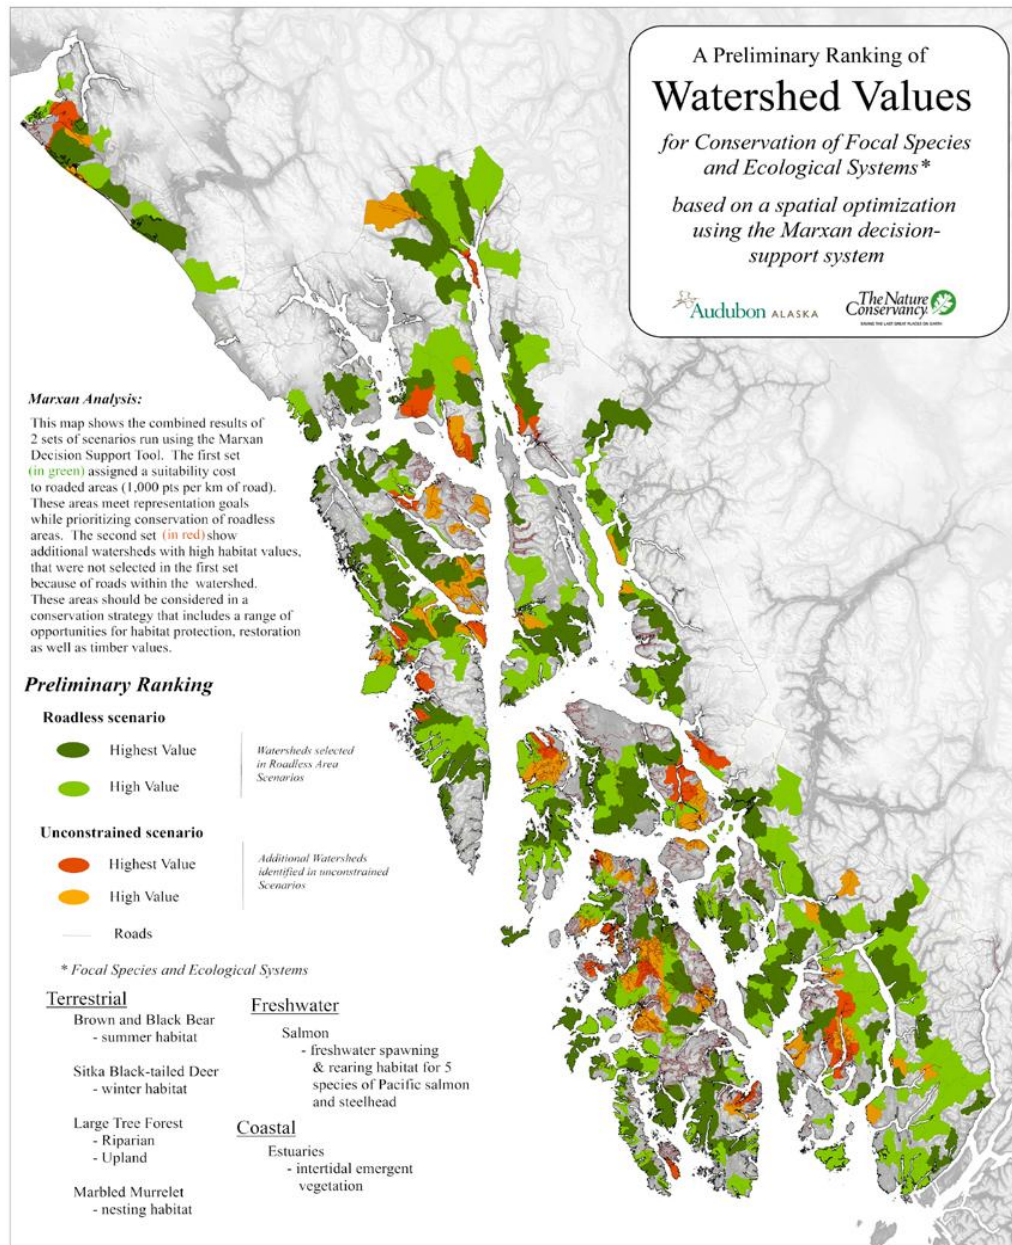 A Preliminary Ranking of
Watershed Values
for Conservation of Focal Species
and Ecological Systems*
based on a spatial optimization
using the Marxan decision-
support system
Audubon ALASKA
The Nature
Conservancy
SAVING THE LAST GREAT PLACES ON EARTH
Marxan Analysis:
This map shows the combined results of
2 sets of scenarios run using the Marxan
Decision Support Tool. The first set
(in green) assigned a suitability cost
to roaded areas (1,000 pts per km of road).
These areas meet representation goals
while prioritizing conservation of roadless
areas. The second set (in red) show
additional watersheds with high habitat values,
that were not selected in the first set
because of roads within the watershed.
These areas should be considered in a
conservation strategy that includes a range of
opportunities for habitat protection, restoration
as well as timber values.
Preliminary Ranking
Roadless scenario
Highest Value
High Value
Watersheds selected
in Roadless Area
Scenarios
Unconstrained scenario
Highest Value
High Value
Additional Watersheds
identified in unconstrained
Scenarios
Roads
* Focal Species and Ecological Systems
Terrestrial
Brown and Black Bear
- summer habitat
Sitka Black-tailed Deer
- winter habitat
Large Tree Forest
- Riparian
- Upland
Marbled Murrelet
- nesting habitat
Freshwater
Salmon
- freshwater spawning
& rearing habitat for 5
species of Pacific salmon
and steelhead
Coastal
Estuaries
- intertidal emergent
vegetation